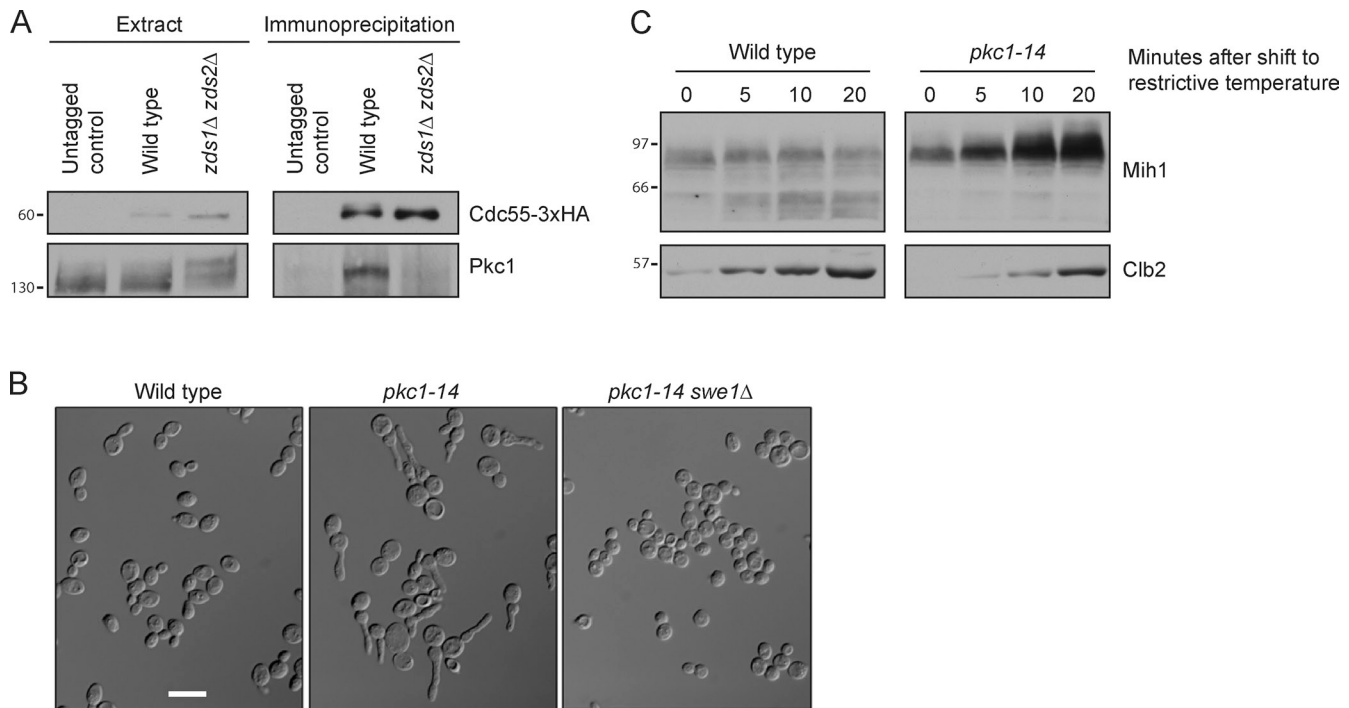 A
Extract
Immunoprecipitation
Untagged control
Wild type
zds1Δ zds2Δ
Untagged control
Wild type
zds1Δ zds2Δ
60
Cdc55-3xHA
130
Pkc1
C
Wild type
pkc1-14
Minutes after shift to
restrictive temperature
0 5 10 20
0 5 10 20
97
66
Mih1
57
Clb2
B
Wild type
pkc1-14
pkc1-14 swe1Δ